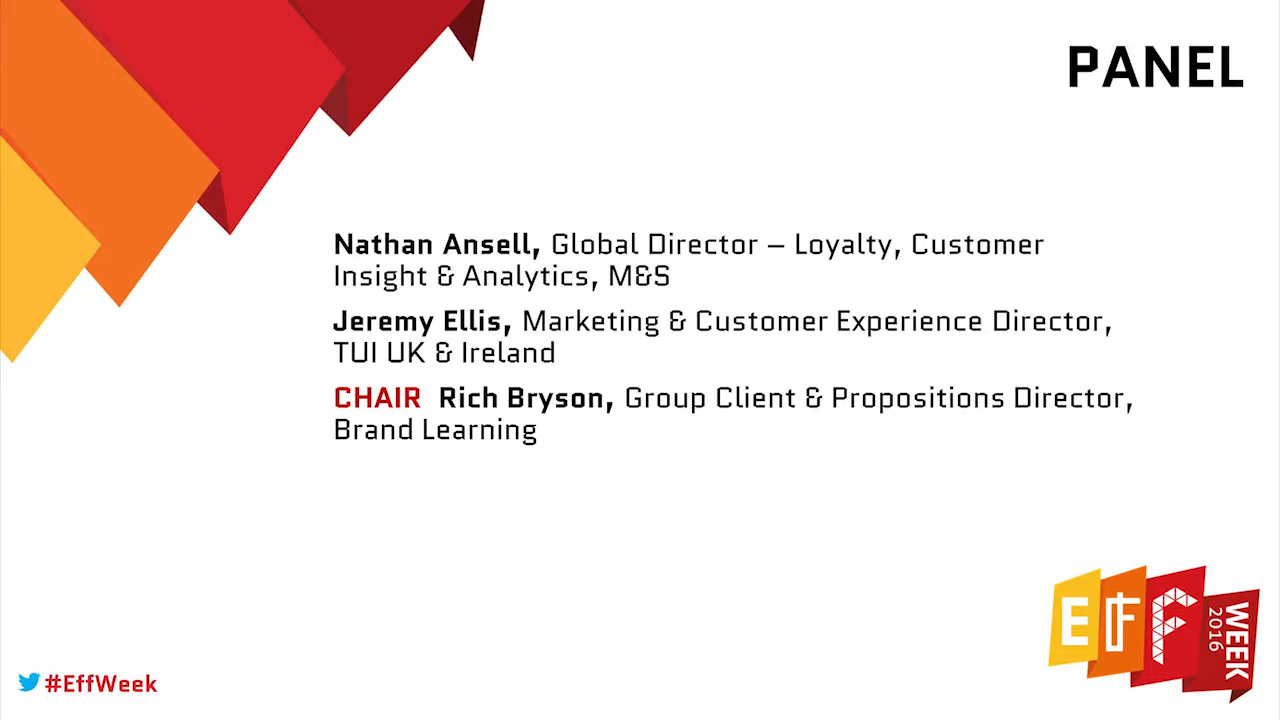 PANEL
Nathan Ansell, Global Director – Loyalty, Customer
Insight & Analytics, M&S
Jeremy Ellis, Marketing & Customer Experience Director,
TUI UK & Ireland
CHAIR Rich Bryson, Group Client & Propositions Director,
Brand Learning
EFF
WEEK
2016
#EffWeek